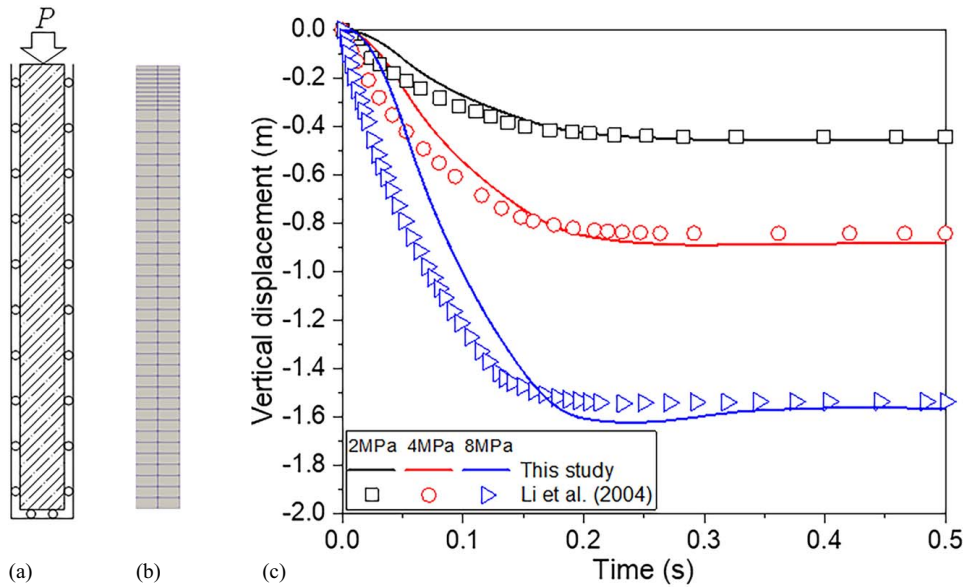 P
0.0
-0.2
-0.4
-0.6
-0.8
-1.0
-1.2
-1.4
-1.6
-1.8
-2.0
Vertical displacement (m)
2MPa 4MPa 8MPa
This study
Li et al. (2004)
0.0 0.1 0.2 0.3 0.4 0.5
Time (s)
(a) (b) (c)